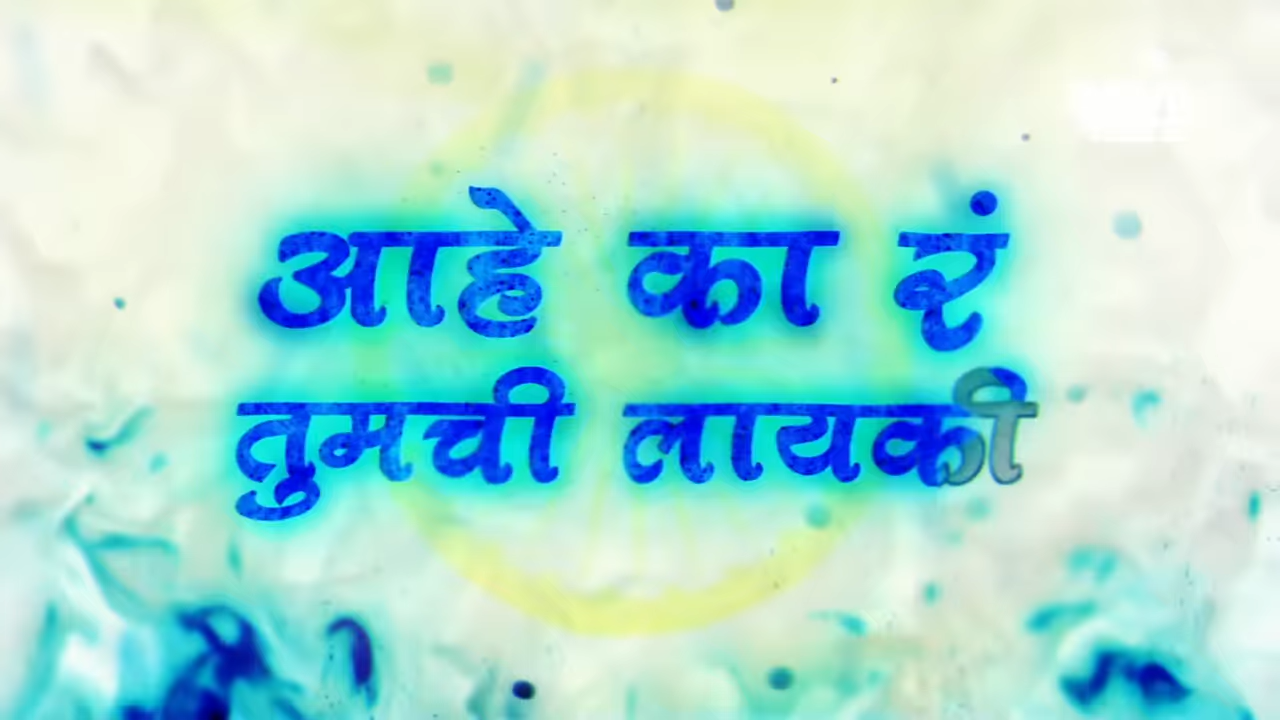 आहे का रं
तुमची लायकी